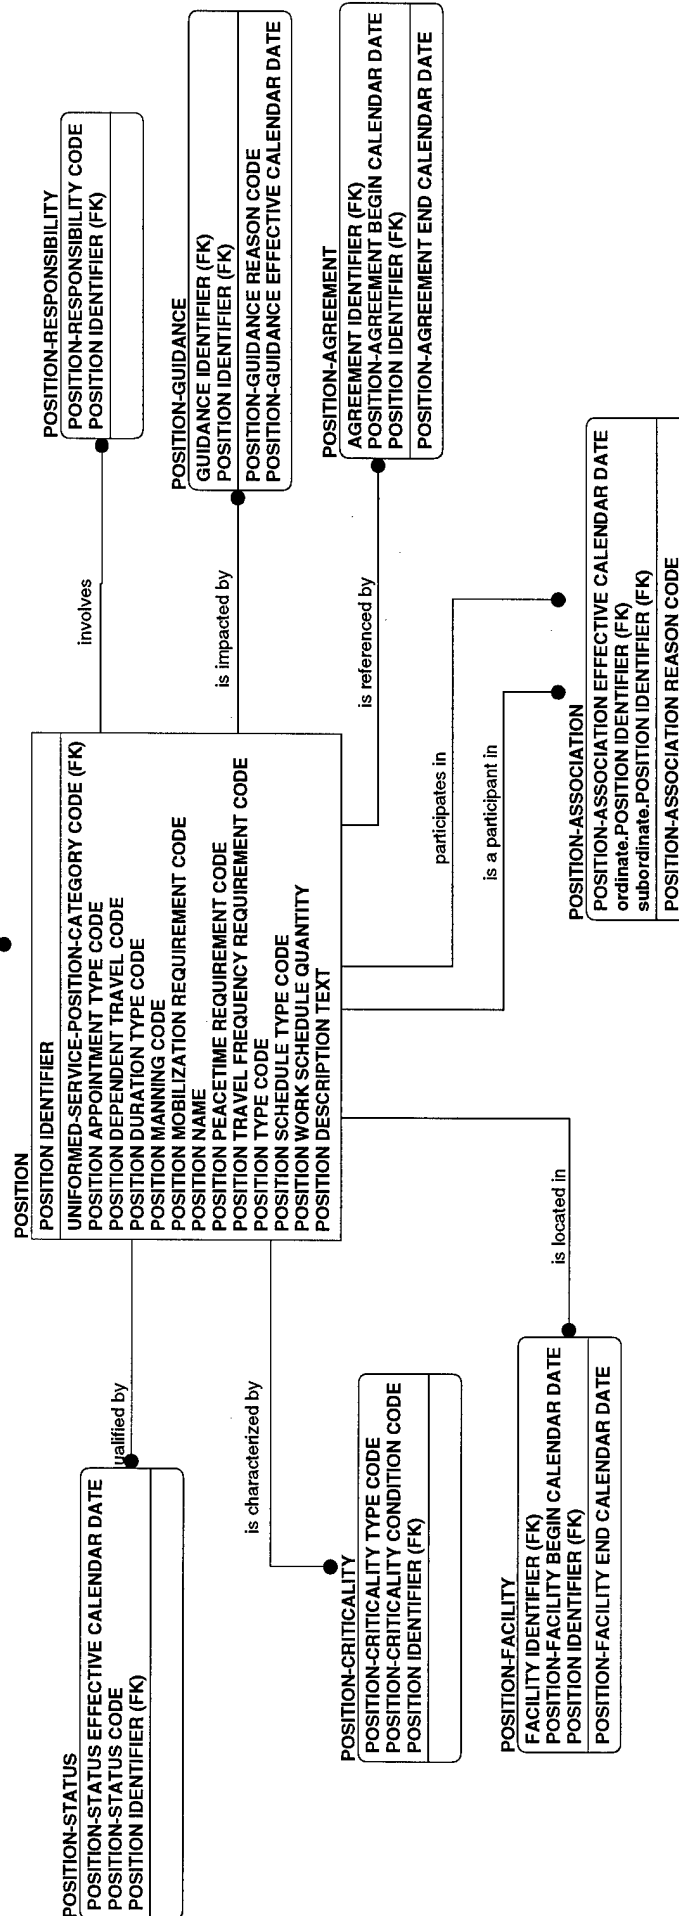 POSITION-STATUS
POSITION-STATUS EFFECTIVE CALENDAR DATE
POSITION-STATUS CODE
POSITION IDENTIFIER (FK)
ualified by
POSITION
POSITION IDENTIFIER
UNIFORMED-SERVICE-POSITION-CATEGORY CODE (FK)
POSITION APPOINTMENT TYPE CODE
POSITION DEPENDENT TRAVEL CODE
POSITION DURATION TYPE CODE
POSITION MANNING CODE
POSITION MOBILIZATION REQUIREMENT CODE
POSITION NAME
POSITION PEACETIME REQUIREMENT CODE
POSITION TRAVEL FREQUENCY REQUIREMENT CODE
POSITION TYPE CODE
POSITION SCHEDULE TYPE CODE
POSITION WORK SCHEDULE QUANTITY
POSITION DESCRIPTION TEXT
involves
POSITION-RESPONSIBILITY
POSITION-RESPONSIBILITY CODE
POSITION IDENTIFIER (FK)
is impacted by
POSITION-GUIDANCE
GUIDANCE IDENTIFIER (FK)
POSITION IDENTIFIER (FK)
POSITION-GUIDANCE REASON CODE
POSITION-GUIDANCE EFFECTIVE CALENDAR DATE
is referenced by
POSITION-AGREEMENT
AGREEMENT IDENTIFIER (FK)
POSITION-AGREEMENT BEGIN CALENDAR DATE
POSITION IDENTIFIER (FK)
POSITION-AGREEMENT END CALENDAR DATE
is characterized by
POSITION-CRITICALITY
POSITION-CRITICALITY TYPE CODE
POSITION-CRITICALITY CONDITION CODE
POSITION IDENTIFIER (FK)
participates in
is a participant in
is located in
POSITION-FACILITY
FACILITY IDENTIFIER (FK)
POSITION-FACILITY BEGIN CALENDAR DATE
POSITION IDENTIFIER (FK)
POSITION-FACILITY END CALENDAR DATE
POSITION-ASSOCIATION
POSITION-ASSOCIATION EFFECTIVE CALENDAR DATE
ordinate.POSITION IDENTIFIER (FK)
subordinate.POSITION IDENTIFIER (FK)
POSITION-ASSOCIATION REASON CODE